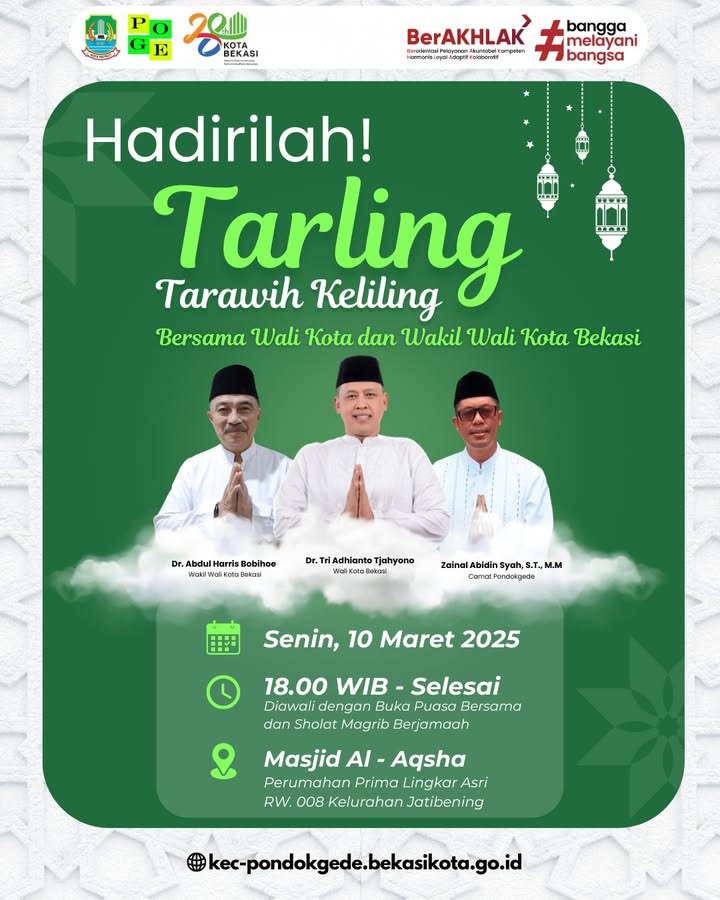 P O
G E
28
KOTA
BEKASI
BerAKHLAK
Berorientasi Pelayanan Akuntabel Kompeten
Harmonis Loyal Adaptif Kolaboratif
#bangga
melayani
bangsa
Hadirilah!
Tarling
Tarawih Keliling
Bersama Wali Kota dan Wakil Wali Kota Bekasi
Dr. Abdul Harris Bobihoe
Wakil Wali Kota Bekasi
Dr. Tri Adhianto Tjahyono
Wali Kota Bekasi
Zainal Abidin Syah, S.T., M.M
Camat Pondokgede
Senin, 10 Maret 2025
18.00 WIB - Selesai
Diawali dengan Buka Puasa Bersama
dan Sholat Magrib Berjamaah
Masjid Al - Aqsha
Perumahan Prima Lingkar Asri
RW. 008 Kelurahan Jatibening
kec-pondokgede.bekasikota.go.id